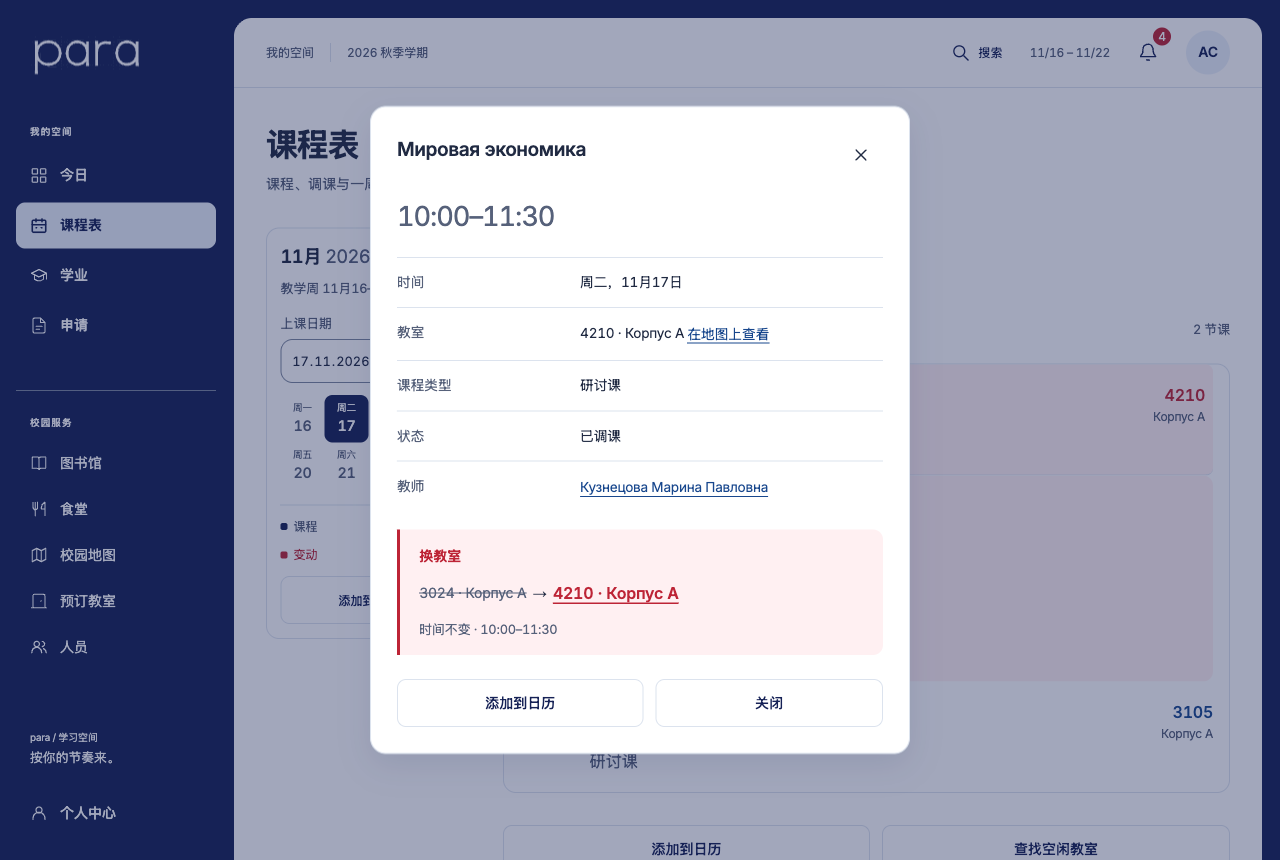 para
我的空间
今日
课程表
学业
申请
校园服务
图书馆
食堂
校园地图
预订教室
人员
para / 学习空间
按你的节奏来。
个人中心
我的空间
2026 秋季学期
搜索
11/16 – 11/22
4
AC
课程表
课程、调课与一
11月 2026
教学周 11月16–
上课日期
17.11.2026
周一 周二
16 17
周五 周六
20 21
课程
变动
添加
2 节课
4210
Корпус А
3105
Корпус А
研讨课
添加到日历
查找空闲教室
Мировая экономика
10:00–11:30
时间 周二，11月17日
教室 4210 · Корпус А 在地图上查看
课程类型 研讨课
状态 已调课
教师 Кузнецова Марина Павловна
换教室
3024 · Корпус А → 4210 · Корпус А
时间不变 · 10:00–11:30
添加到日历
关闭